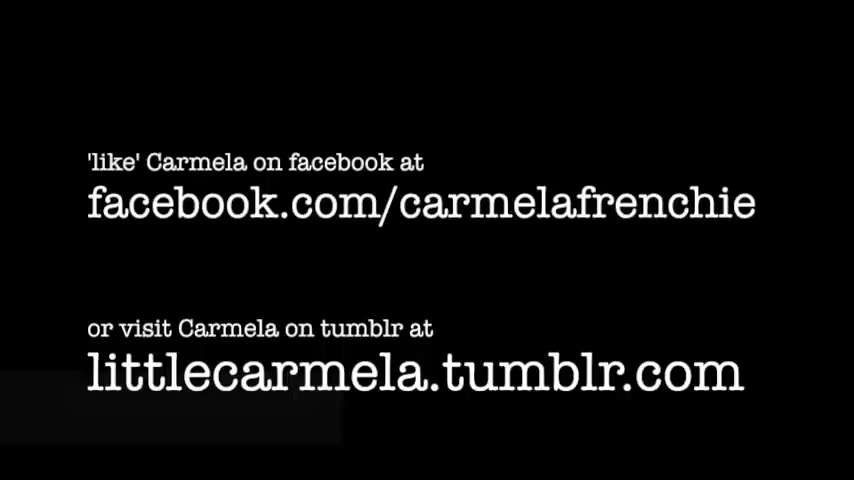 'like' Carmela on facebook at
facebook.com/carmelafrenchie
or visit Carmela on tumblr at
littlecarmela.tumblr.com